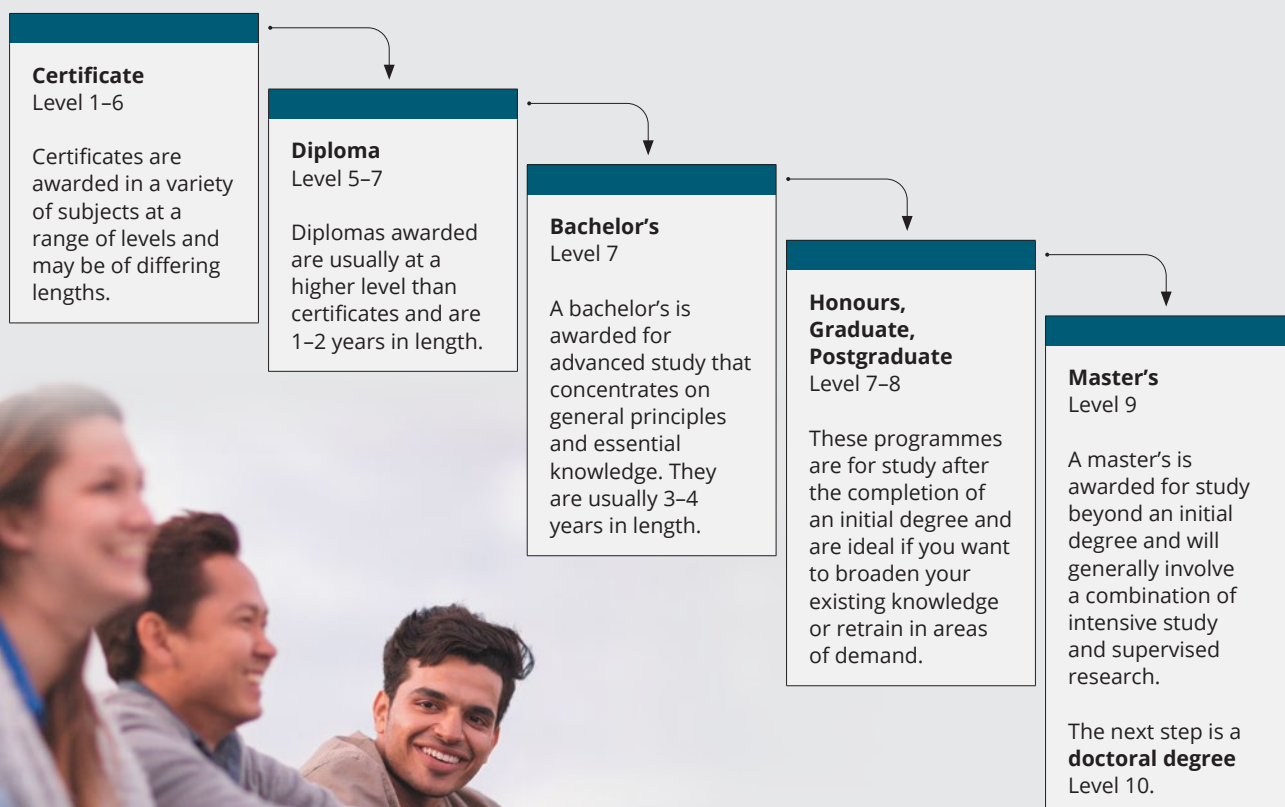 Certificate
Level 1–6
Certificates are
awarded in a variety
of subjects at a
range of levels and
may be of differing
lengths.
Diploma
Level 5–7
Diplomas awarded
are usually at a
higher level than
certificates and are
1–2 years in length.
Bachelor’s
Level 7
A bachelor’s is
awarded for
advanced study that
concentrates on
general principles
and essential
knowledge. They
are usually 3–4
years in length.
Honours,
Graduate,
Postgraduate
Level 7–8
These programmes
are for study after
the completion of
an initial degree and
are ideal if you want
to broaden your
existing knowledge
or retrain in areas
of demand.
Master’s
Level 9
A master’s is
awarded for study
beyond an initial
degree and will
generally involve
a combination of
intensive study
and supervised
research.
The next step is a
doctoral degree
Level 10.